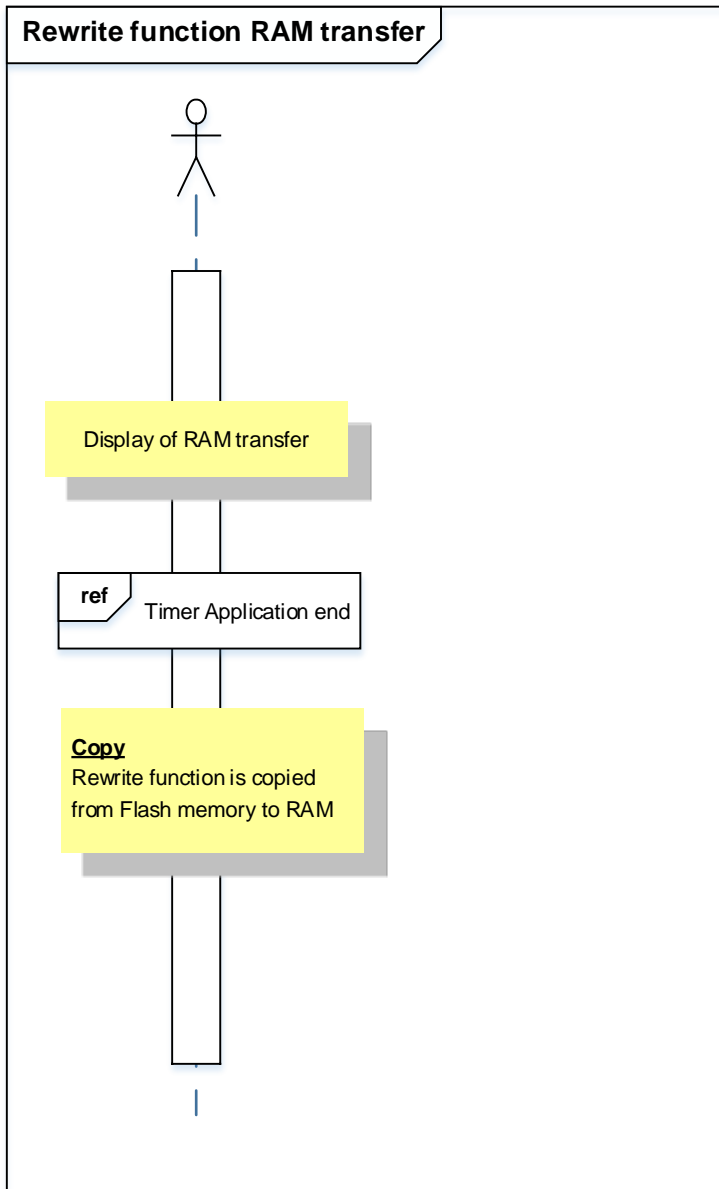 Rewrite function RAM transfer
Display of RAM transfer
ref
Timer Application end
Copy
Rewrite function is copied
from Flash memory to RAM